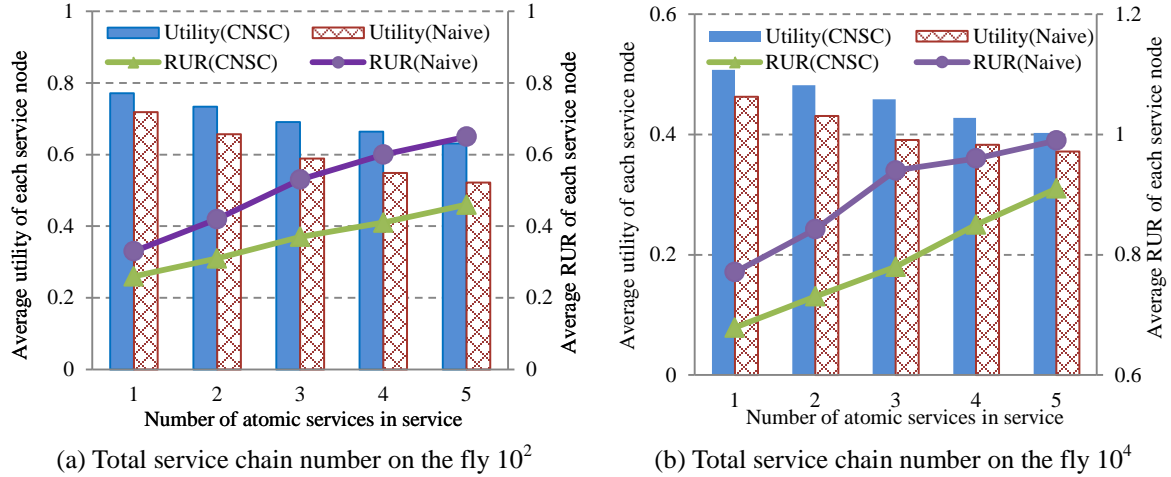 Utility(CNSC) Utility(Naive)
RUR(CNSC) RUR(Naive)
Average utility of each service node
1
0.8
0.6
0.4
0.2
0
1
0.8
0.6
0.4
0.2
0
Average RUR of each service node
1 2 3 4 5
Number of atomic services in service
(a) Total service chain number on the fly 10²
Utility(CNSC) Utility(Naive)
RUR(CNSC) RUR(Naive)
Average utility of each service node
0.6
0.4
0.2
0
1.2
1
0.8
0.6
Average RUR of each service node
1 2 3 4 5
Number of atomic services in service
(b) Total service chain number on the fly 10⁴